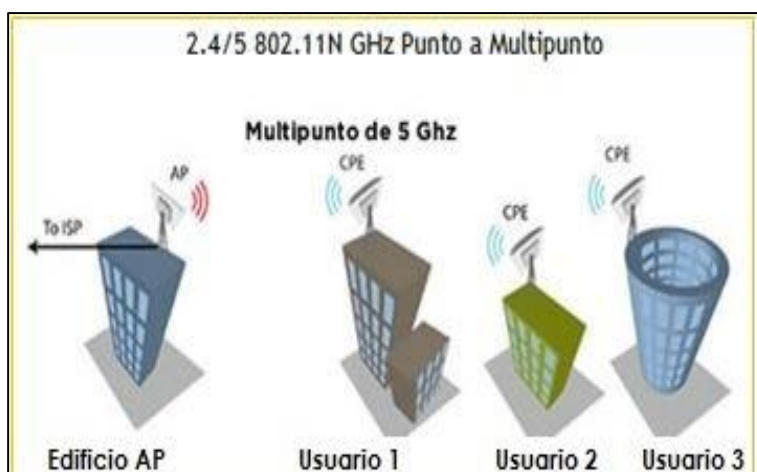 2.4/5 802.11N GHz Punto a Multipunto
Multipunto de 5 Ghz
CPE
CPE
AP
CPE
To ISP
Edificio AP
Usuario 1
Usuario 2
Usuario 3